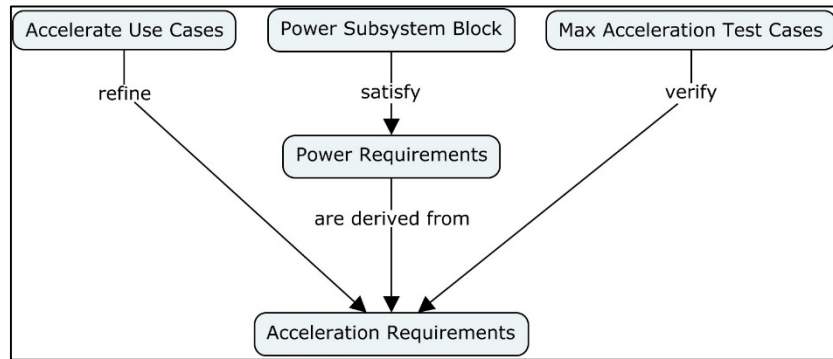 Accelerate Use Cases
Power Subsystem Block
Max Acceleration Test Cases
refine
satisfy
verify
Power Requirements
are derived from
Acceleration Requirements